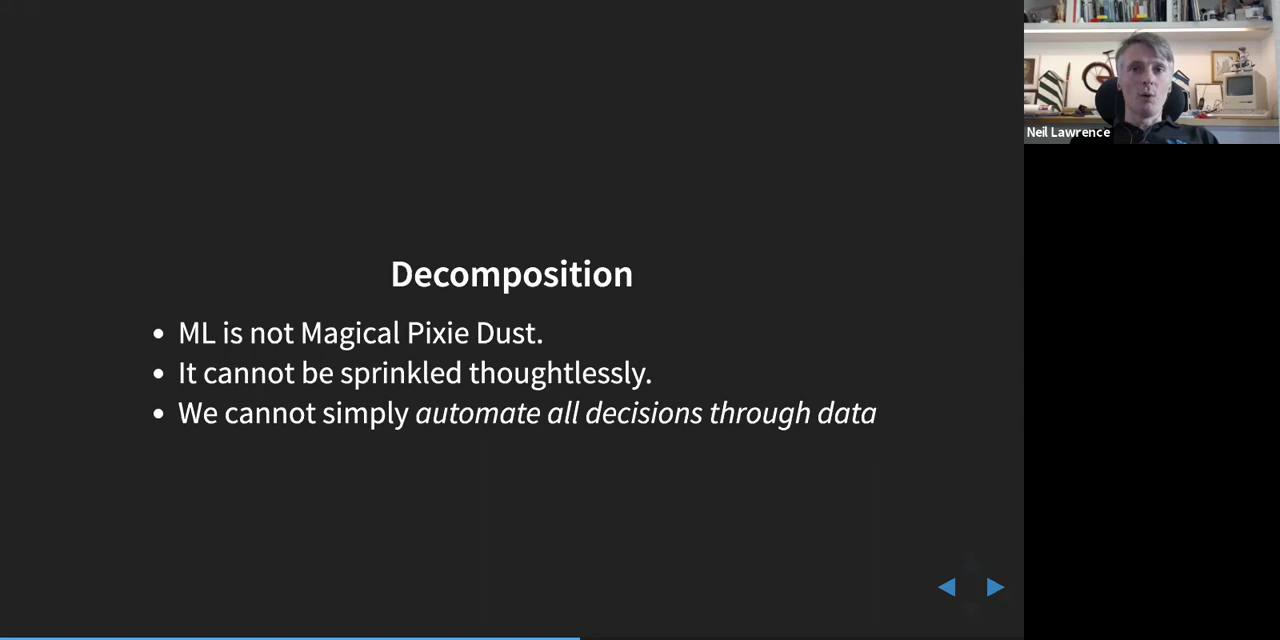 Decomposition
• ML is not Magical Pixie Dust.
• It cannot be sprinkled thoughtlessly.
• We cannot simply automate all decisions through data
Neil Lawrence